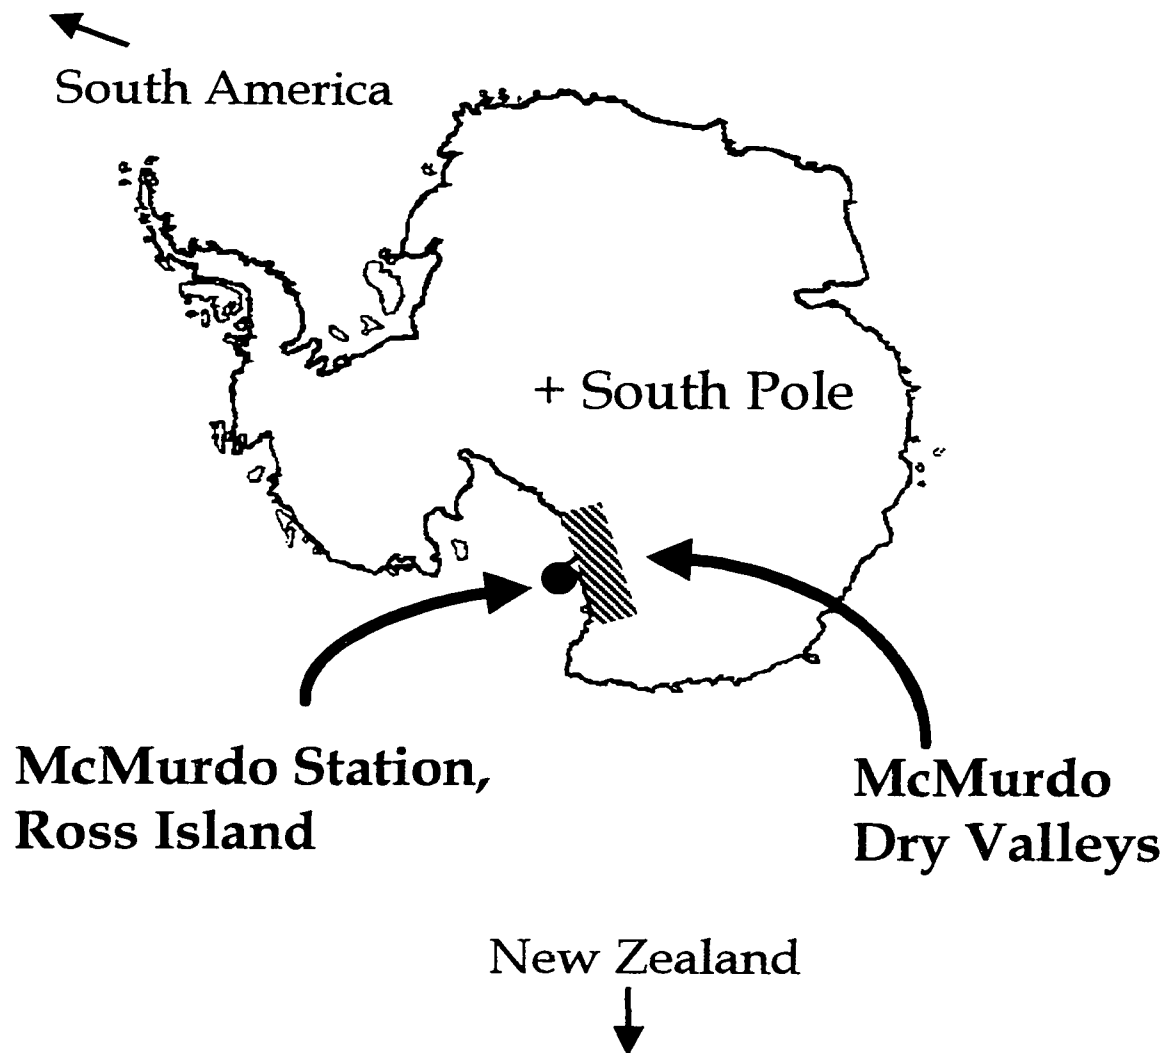 South America
+ South Pole
McMurdo Station,
Ross Island
McMurdo
Dry Valleys
New Zealand